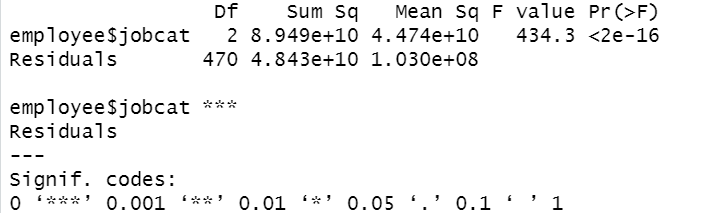 Df    Sum Sq   Mean Sq F value Pr(>F)
employee$jobcat   2 8.949e+10 4.474e+10   434.3 <2e-16
Residuals       470 4.843e+10 1.030e+08

employee$jobcat ***
Residuals
---
Signif. codes:
0 ‘***’ 0.001 ‘**’ 0.01 ‘*’ 0.05 ‘.’ 0.1 ‘ ’ 1